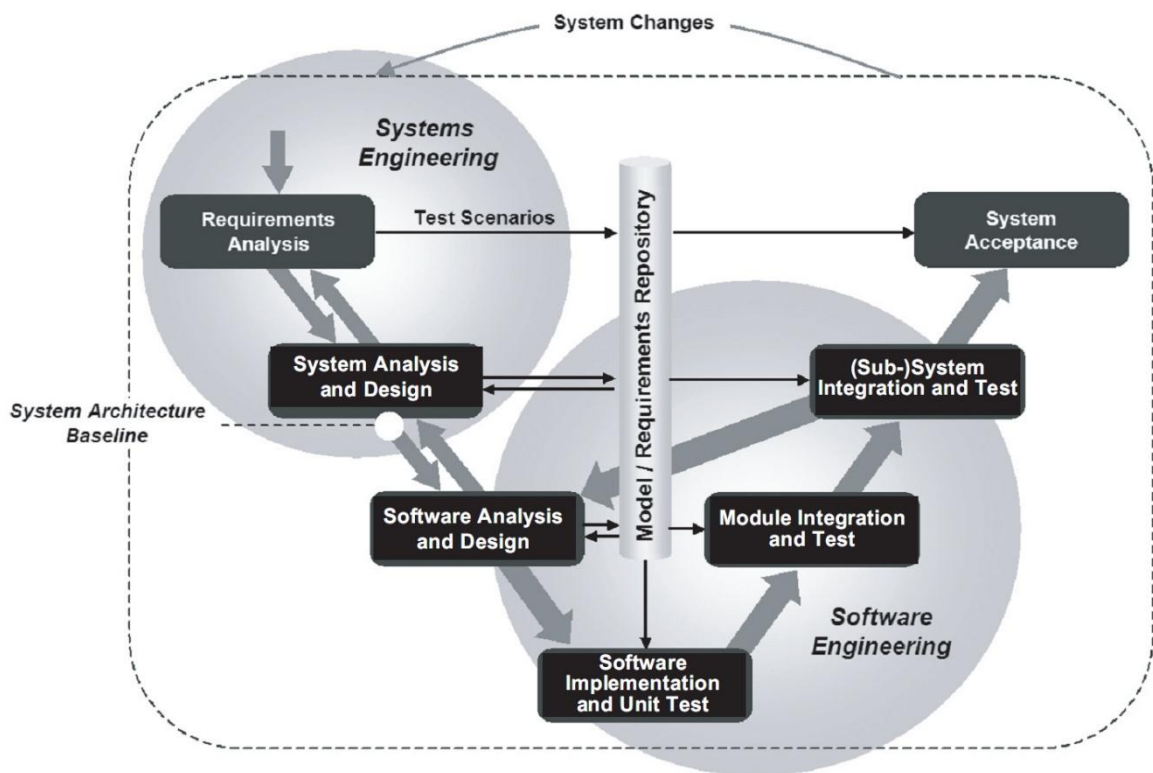 System Changes
Systems
Engineering
Requirements
Analysis
Test Scenarios
System
Acceptance
Model / Requirements Repository
System Analysis
and Design
(Sub-)System
Integration and Test
System Architecture
Baseline
Software Analysis
and Design
Module Integration
and Test
Software
Engineering
Software
Implementation
and Unit Test